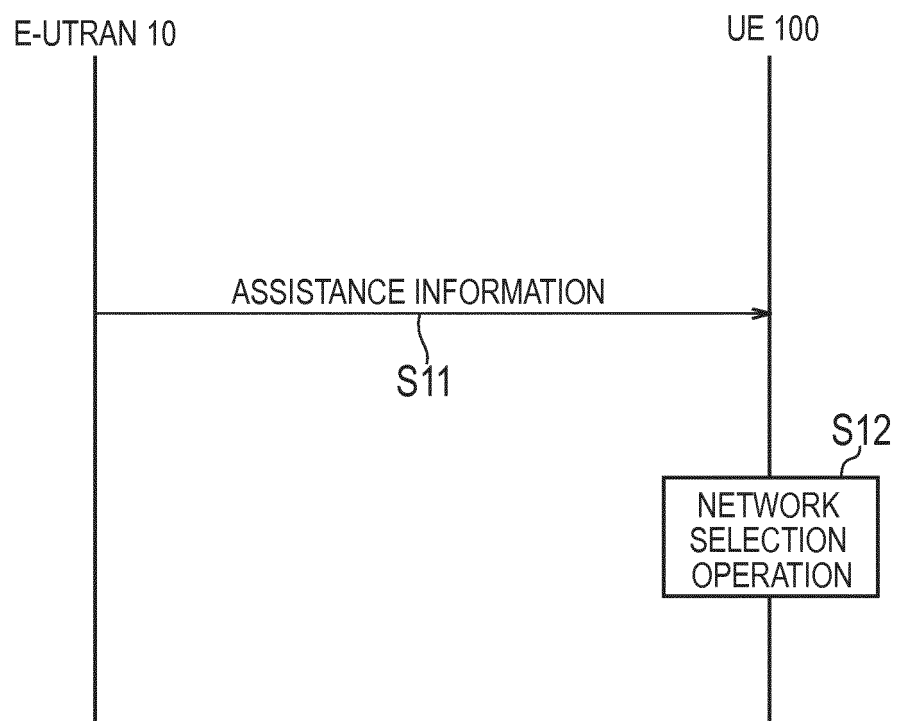 E-UTRAN 10
UE 100
ASSISTANCE INFORMATION
S11
S12
NETWORK
SELECTION
OPERATION